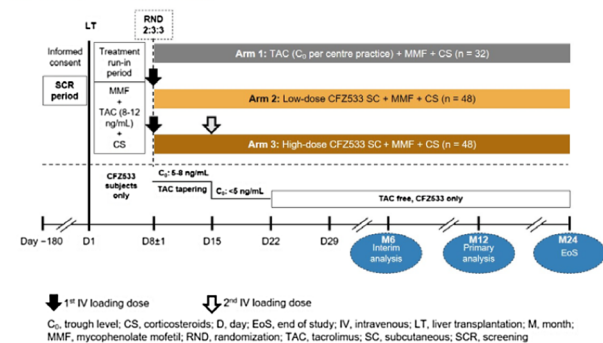 LT
RND
2:3:3
Informed
consent
SCR
period
Treatment
run-in
period
MMF
+
TAC (8-12
ng/mL)
+
CS
Arm 1: TAC (C₀ per centre practice) + MMF + CS (n = 32)
Arm 2: Low-dose CFZ533 SC + MMF + CS (n = 48)
Arm 3: High-dose CFZ533 SC + MMF + CS (n = 48)
CFZ533
subjects
only
C₀: 5-8 ng/mL
TAC tapering
C₀: <5 ng/mL
TAC free, CFZ533 only
Day −180
D1
D8±1
D15
D22
D29
M6
Interim
analysis
M12
Primary
analysis
M24
EoS
1st IV loading dose
2nd IV loading dose
C₀, trough level; CS, corticosteroids; D, day; EoS, end of study; IV, intravenous; LT, liver transplantation; M, month;
MMF, mycophenolate mofetil; RND, randomization; TAC, tacrolimus; SC, subcutaneous; SCR, screening